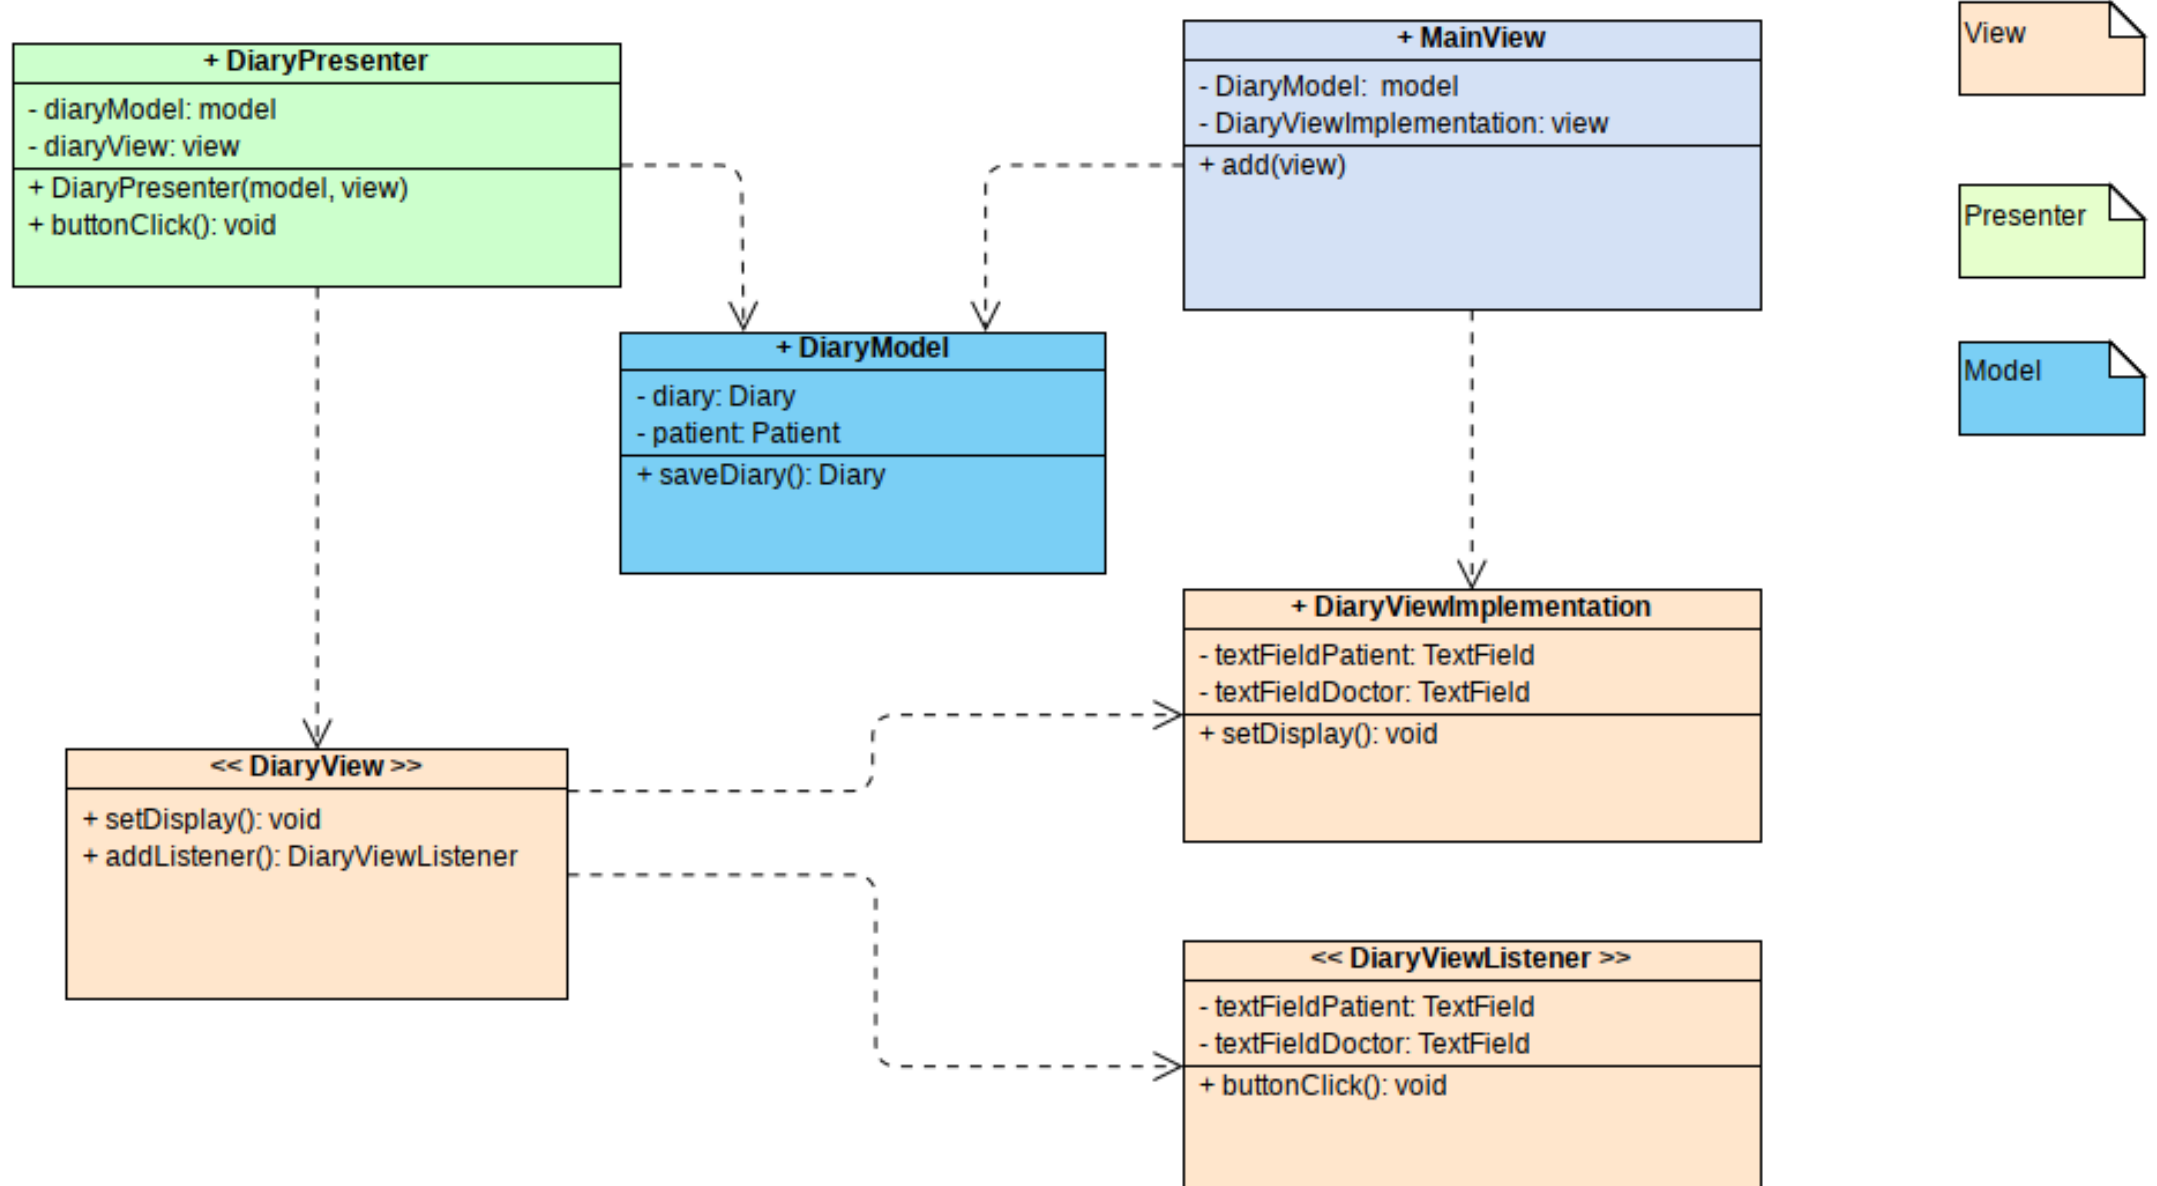 + DiaryPresenter
- diaryModel: model
- diaryView: view
+ DiaryPresenter(model, view)
+ buttonClick(): void
+ MainView
- DiaryModel:  model
- DiaryViewImplementation: view
+ add(view)
View
Presenter
Model
+ DiaryModel
- diary: Diary
- patient: Patient
+ saveDiary(): Diary
+ DiaryViewImplementation
- textFieldPatient: TextField
- textFieldDoctor: TextField
+ setDisplay(): void
<< DiaryView >>
+ setDisplay(): void
+ addListener(): DiaryViewListener
<< DiaryViewListener >>
- textFieldPatient: TextField
- textFieldDoctor: TextField
+ buttonClick(): void